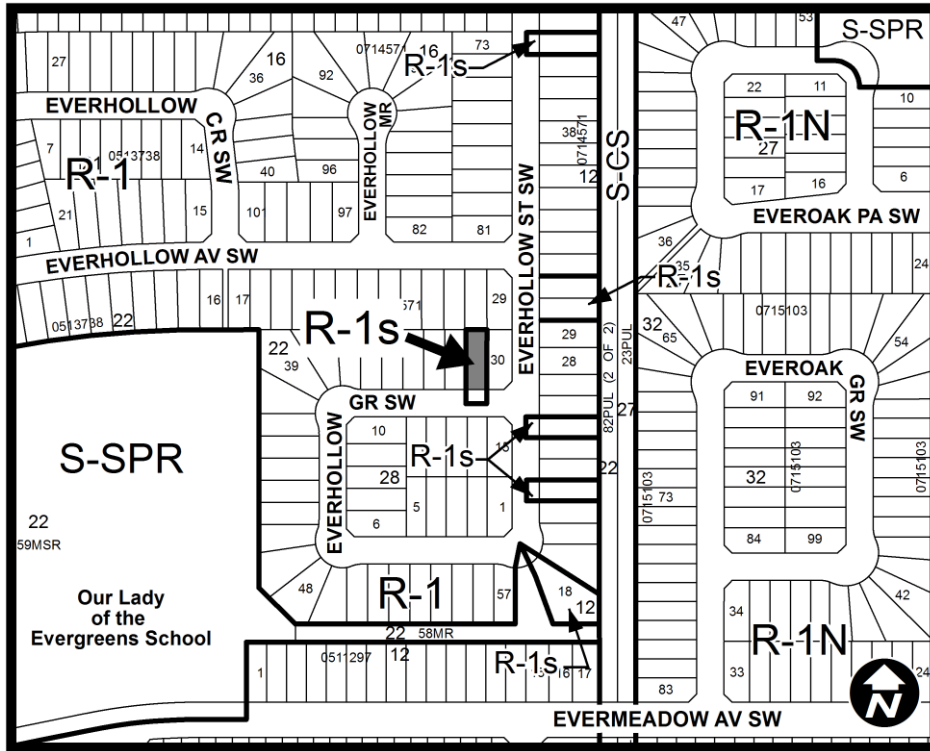 47
53
S-SPR
73
16
0714571
16
R-1s
27
36
92
22
11
10
EVERHOLLOW
CR SW
EVERHOLLOW
MR
38
0714571
R-1N
27
7
0513738
14
R-1
40
96
12
S-CS
17
16
6
21
15
101
97
82
81
EVERHOLLOW ST SW
EVEROAK PA SW
1
EVERHOLLOW AV SW
36
35
R-1s
24
16
17
571
29
0513738
22
R-1s
30
29
28
82PUL (2 OF 2)
23PUL
32
65
0715103
54
22
39
EVEROAK
GR SW
GR SW
91
92
27
10
15
R-1s
S-SPR
EVERHOLLOW
28
22
73
0715103
32
0715103
0715103
22
59MSR
6
5
1
84
99
48
R-1
57
18
12
42
Our Lady
of the
Evergreens School
34
22
58MR
R-1N
0511297
12
R-1s
1
16
17
33
24
83
N
EVERMEADOW AV SW